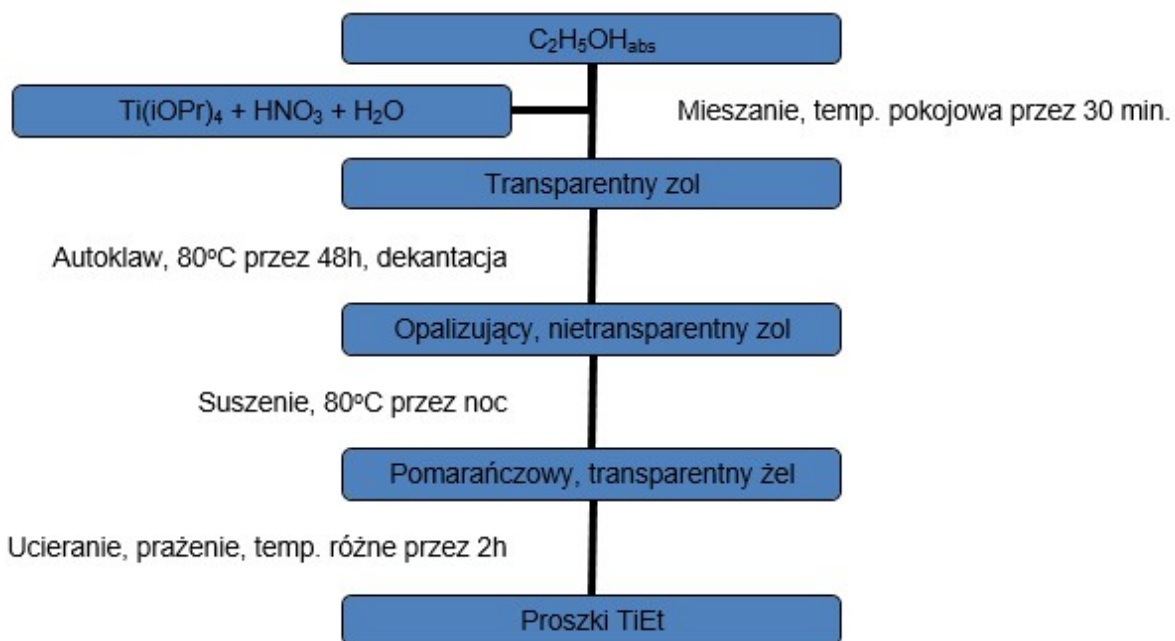 C₂H₅OH_abs
Ti(iOPr)₄ + HNO₃ + H₂O
Mieszanie, temp. pokojowa przez 30 min.
Transparentny zol
Autoklaw, 80°C przez 48h, dekantacja
Opalizujący, nietransparentny zol
Suszenie, 80°C przez noc
Pomarańczowy, transparentny żel
Ucieranie, prażenie, temp. różne przez 2h
Proszki TiEt